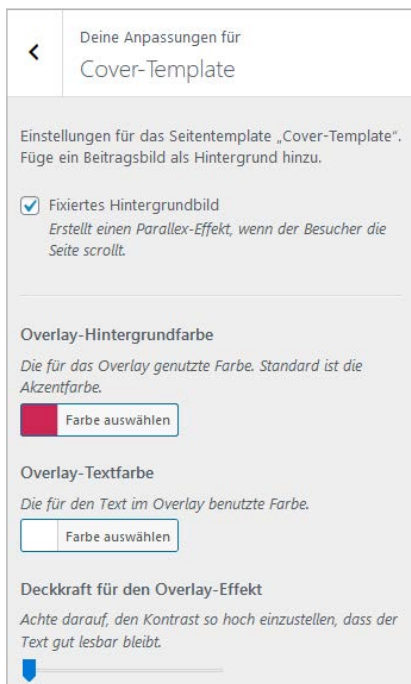 Deine Anpassungen für
Cover-Template
Einstellungen für das Seitentemplate „Cover-Template“.
Füge ein Beitragsbild als Hintergrund hinzu.
Fixiertes Hintergrundbild
Erstellt einen Parallex-Effekt, wenn der Besucher die
Seite scrollt.
Overlay-Hintergrundfarbe
Die für das Overlay genutzte Farbe. Standard ist die
Akzentfarbe.
Farbe auswählen
Overlay-Textfarbe
Die für den Text im Overlay benutzte Farbe.
Farbe auswählen
Deckkraft für den Overlay-Effekt
Achte darauf, den Kontrast so hoch einzustellen, dass der
Text gut lesbar bleibt.